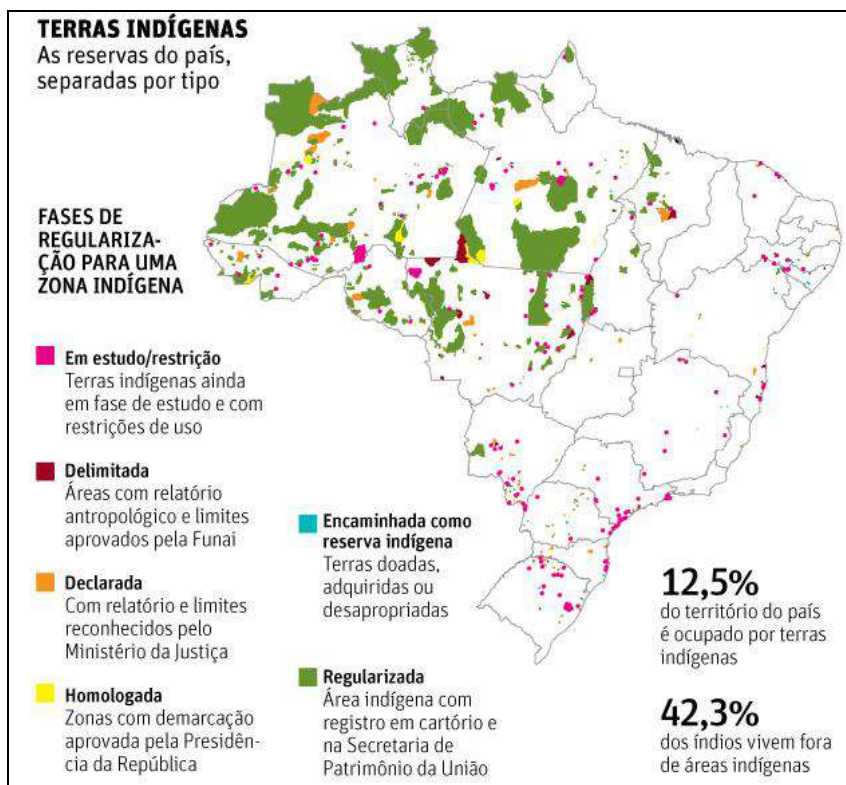 TERRAS INDÍGENAS
As reservas do país,
separadas por tipo
FASES DE
REGULARIZA-
ÇÃO PARA UMA
ZONA INDÍGENA
Em estudo/restrição
Terras indígenas ainda
em fase de estudo e com
restrições de uso
Delimitada
Áreas com relatório
antropológico e limites
aprovados pela Funai
Declarada
Com relatório e limites
reconhecidos pelo
Ministério da Justiça
Homologada
Zonas com demarcação
aprovada pela Presidên-
cia da República
Encaminhada como
reserva indígena
Terras doadas,
adquiridas ou
desapropriadas
Regularizada
Área indígena com
registro em cartório e
na Secretaria de
Patrimônio da União
12,5%
do território do país
é ocupado por terras
indígenas
42,3%
dos índios vivem fora
de áreas indígenas